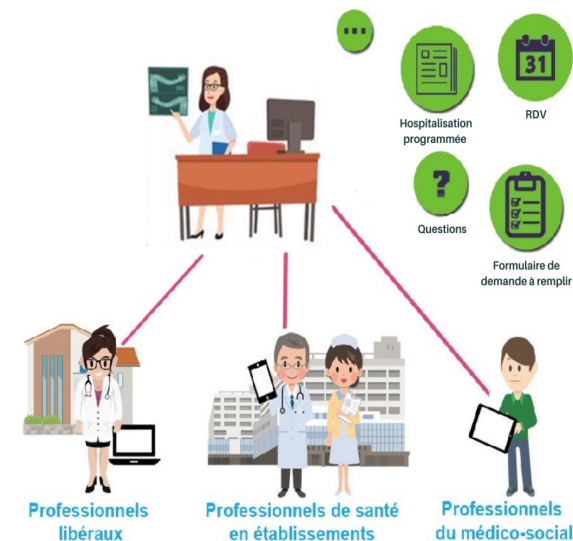 ...
Hospitalisation
programmée
31
RDV
?
Questions
Formulaire de
demande à remplir
Professionnels
libéraux
Professionnels de santé
en établissements
Professionnels
du médico-social